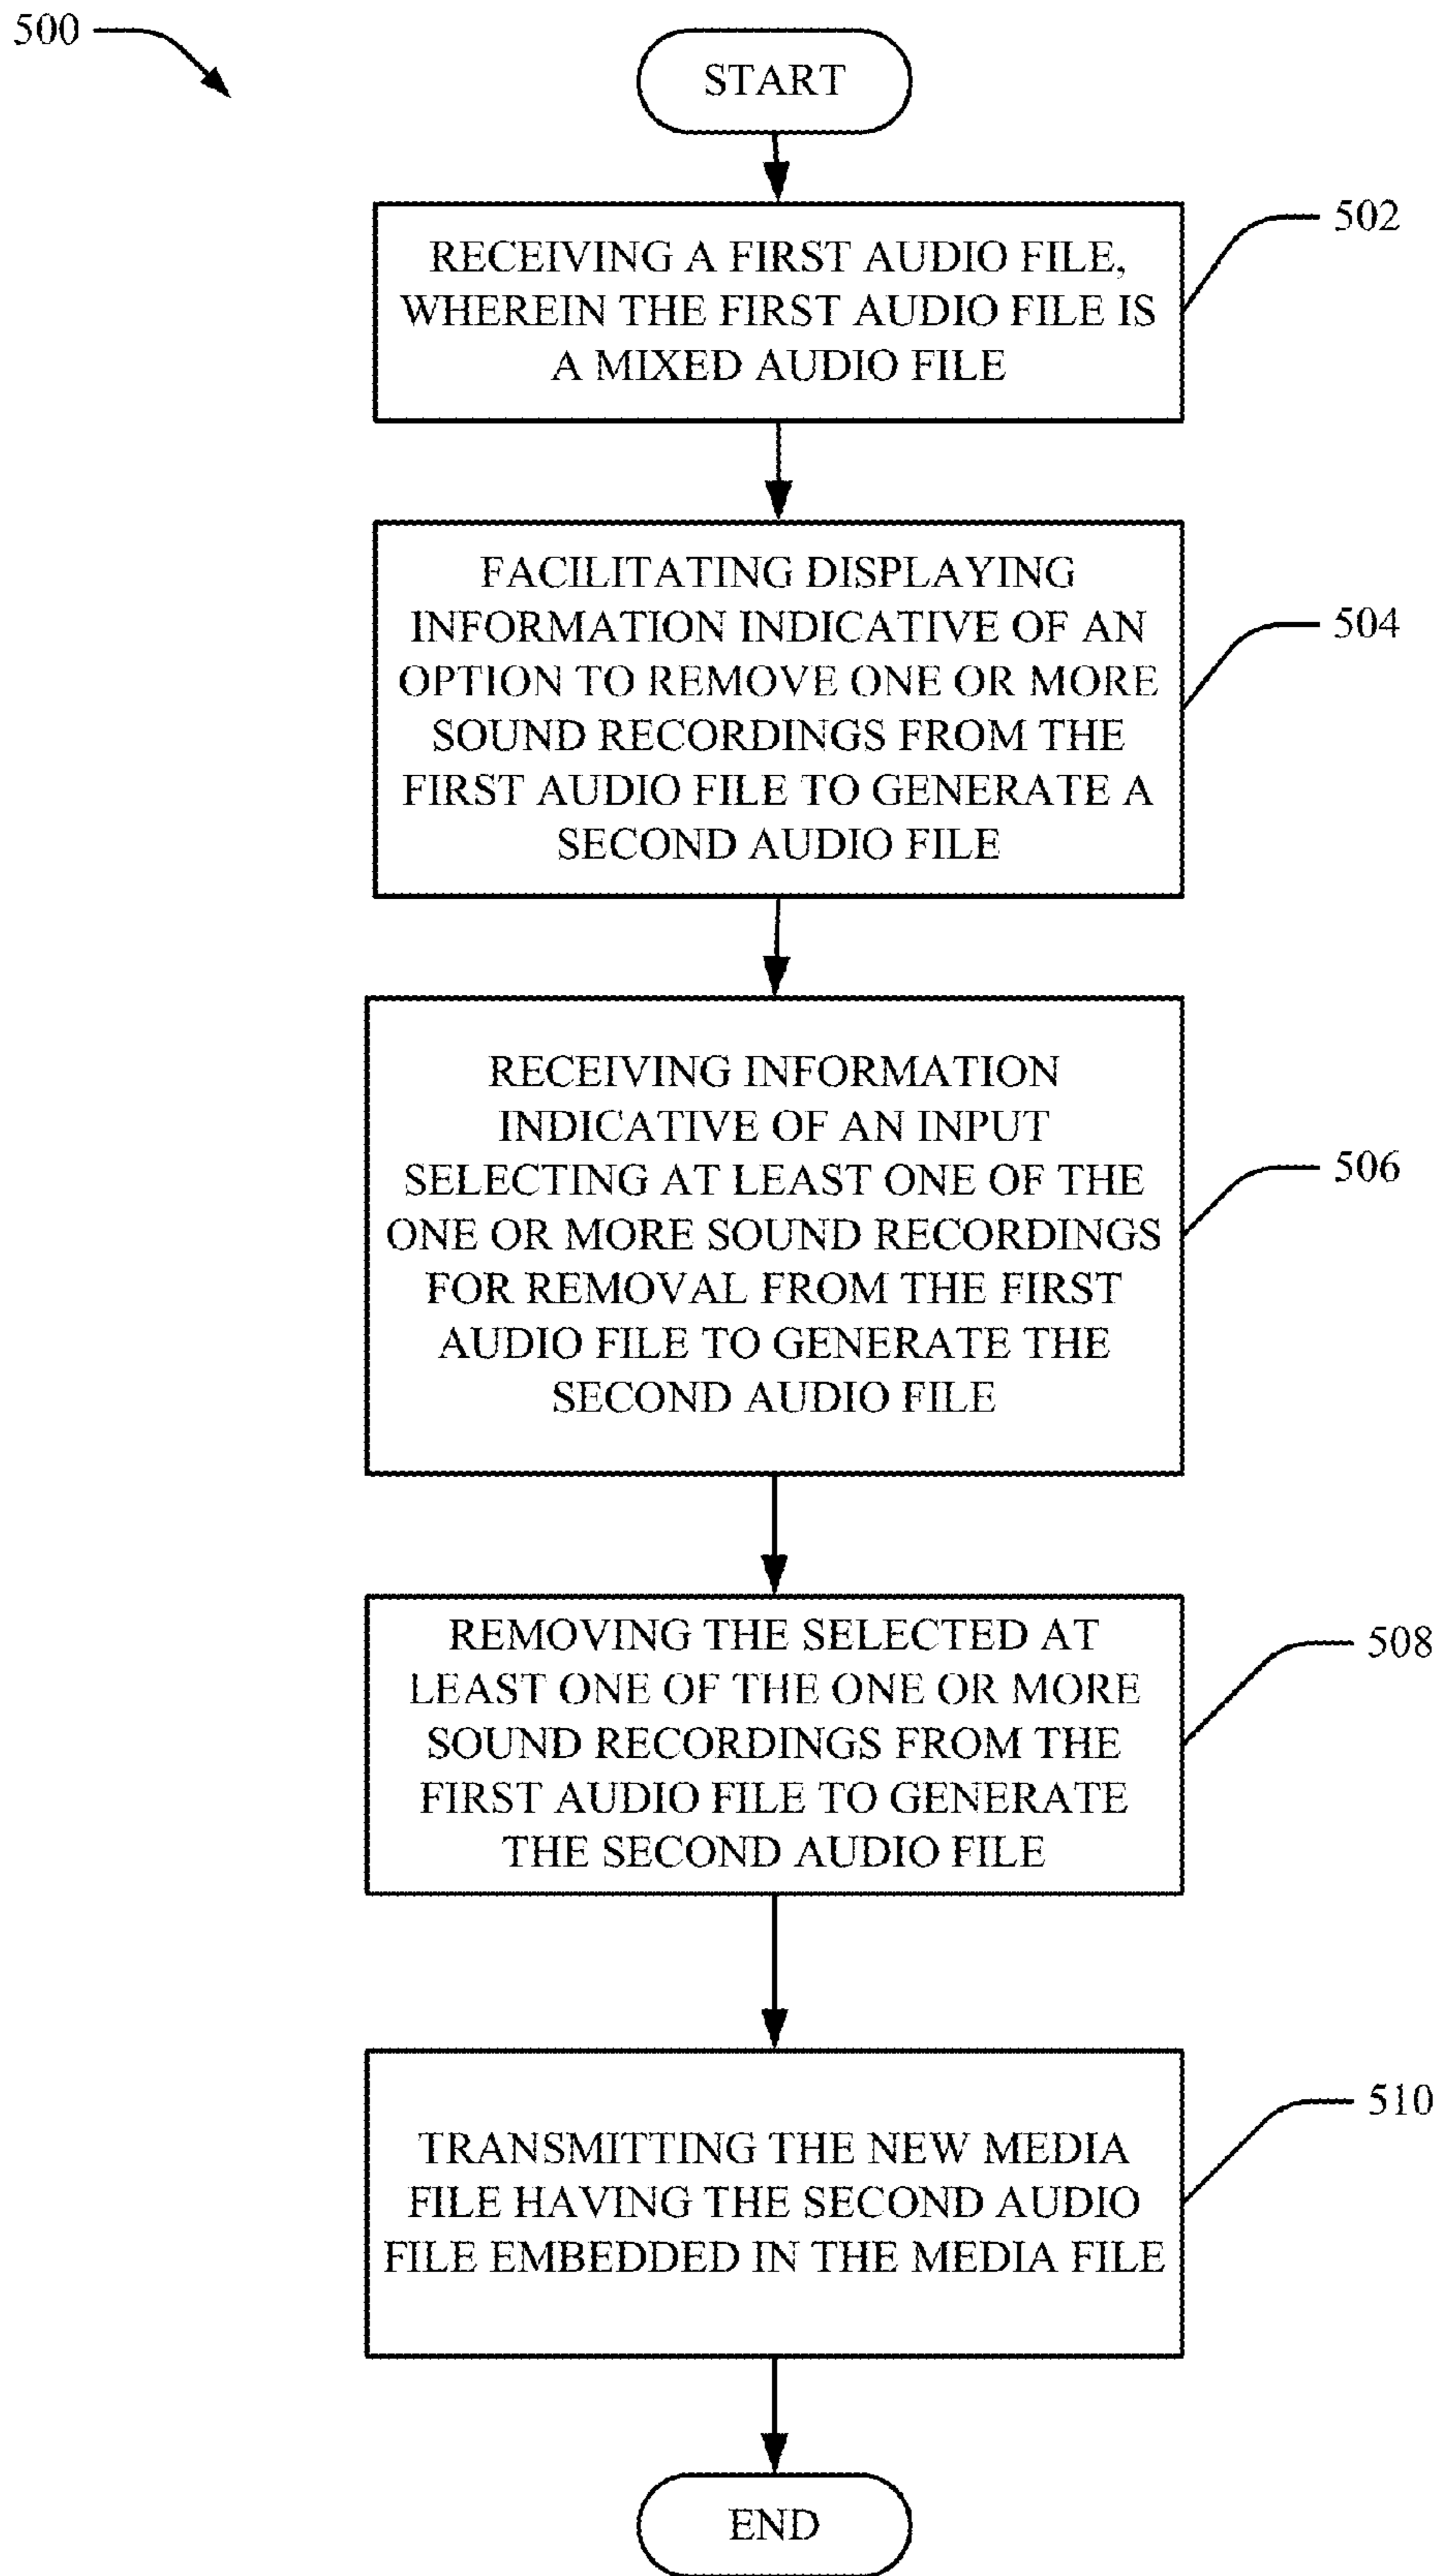 500
START
502
RECEIVING A FIRST AUDIO FILE,
WHEREIN THE FIRST AUDIO FILE IS
A MIXED AUDIO FILE
FACILITATING DISPLAYING
INFORMATION INDICATIVE OF AN
OPTION TO REMOVE ONE OR MORE
SOUND RECORDINGS FROM THE
FIRST AUDIO FILE TO GENERATE A
SECOND AUDIO FILE
504
RECEIVING INFORMATION
INDICATIVE OF AN INPUT
SELECTING AT LEAST ONE OF THE
ONE OR MORE SOUND RECORDINGS
FOR REMOVAL FROM THE FIRST
AUDIO FILE TO GENERATE THE
SECOND AUDIO FILE
506
REMOVING THE SELECTED AT
LEAST ONE OF THE ONE OR MORE
SOUND RECORDINGS FROM THE
FIRST AUDIO FILE TO GENERATE
THE SECOND AUDIO FILE
508
TRANSMITTING THE NEW MEDIA
FILE HAVING THE SECOND AUDIO
FILE EMBEDDED IN THE MEDIA FILE
510
END